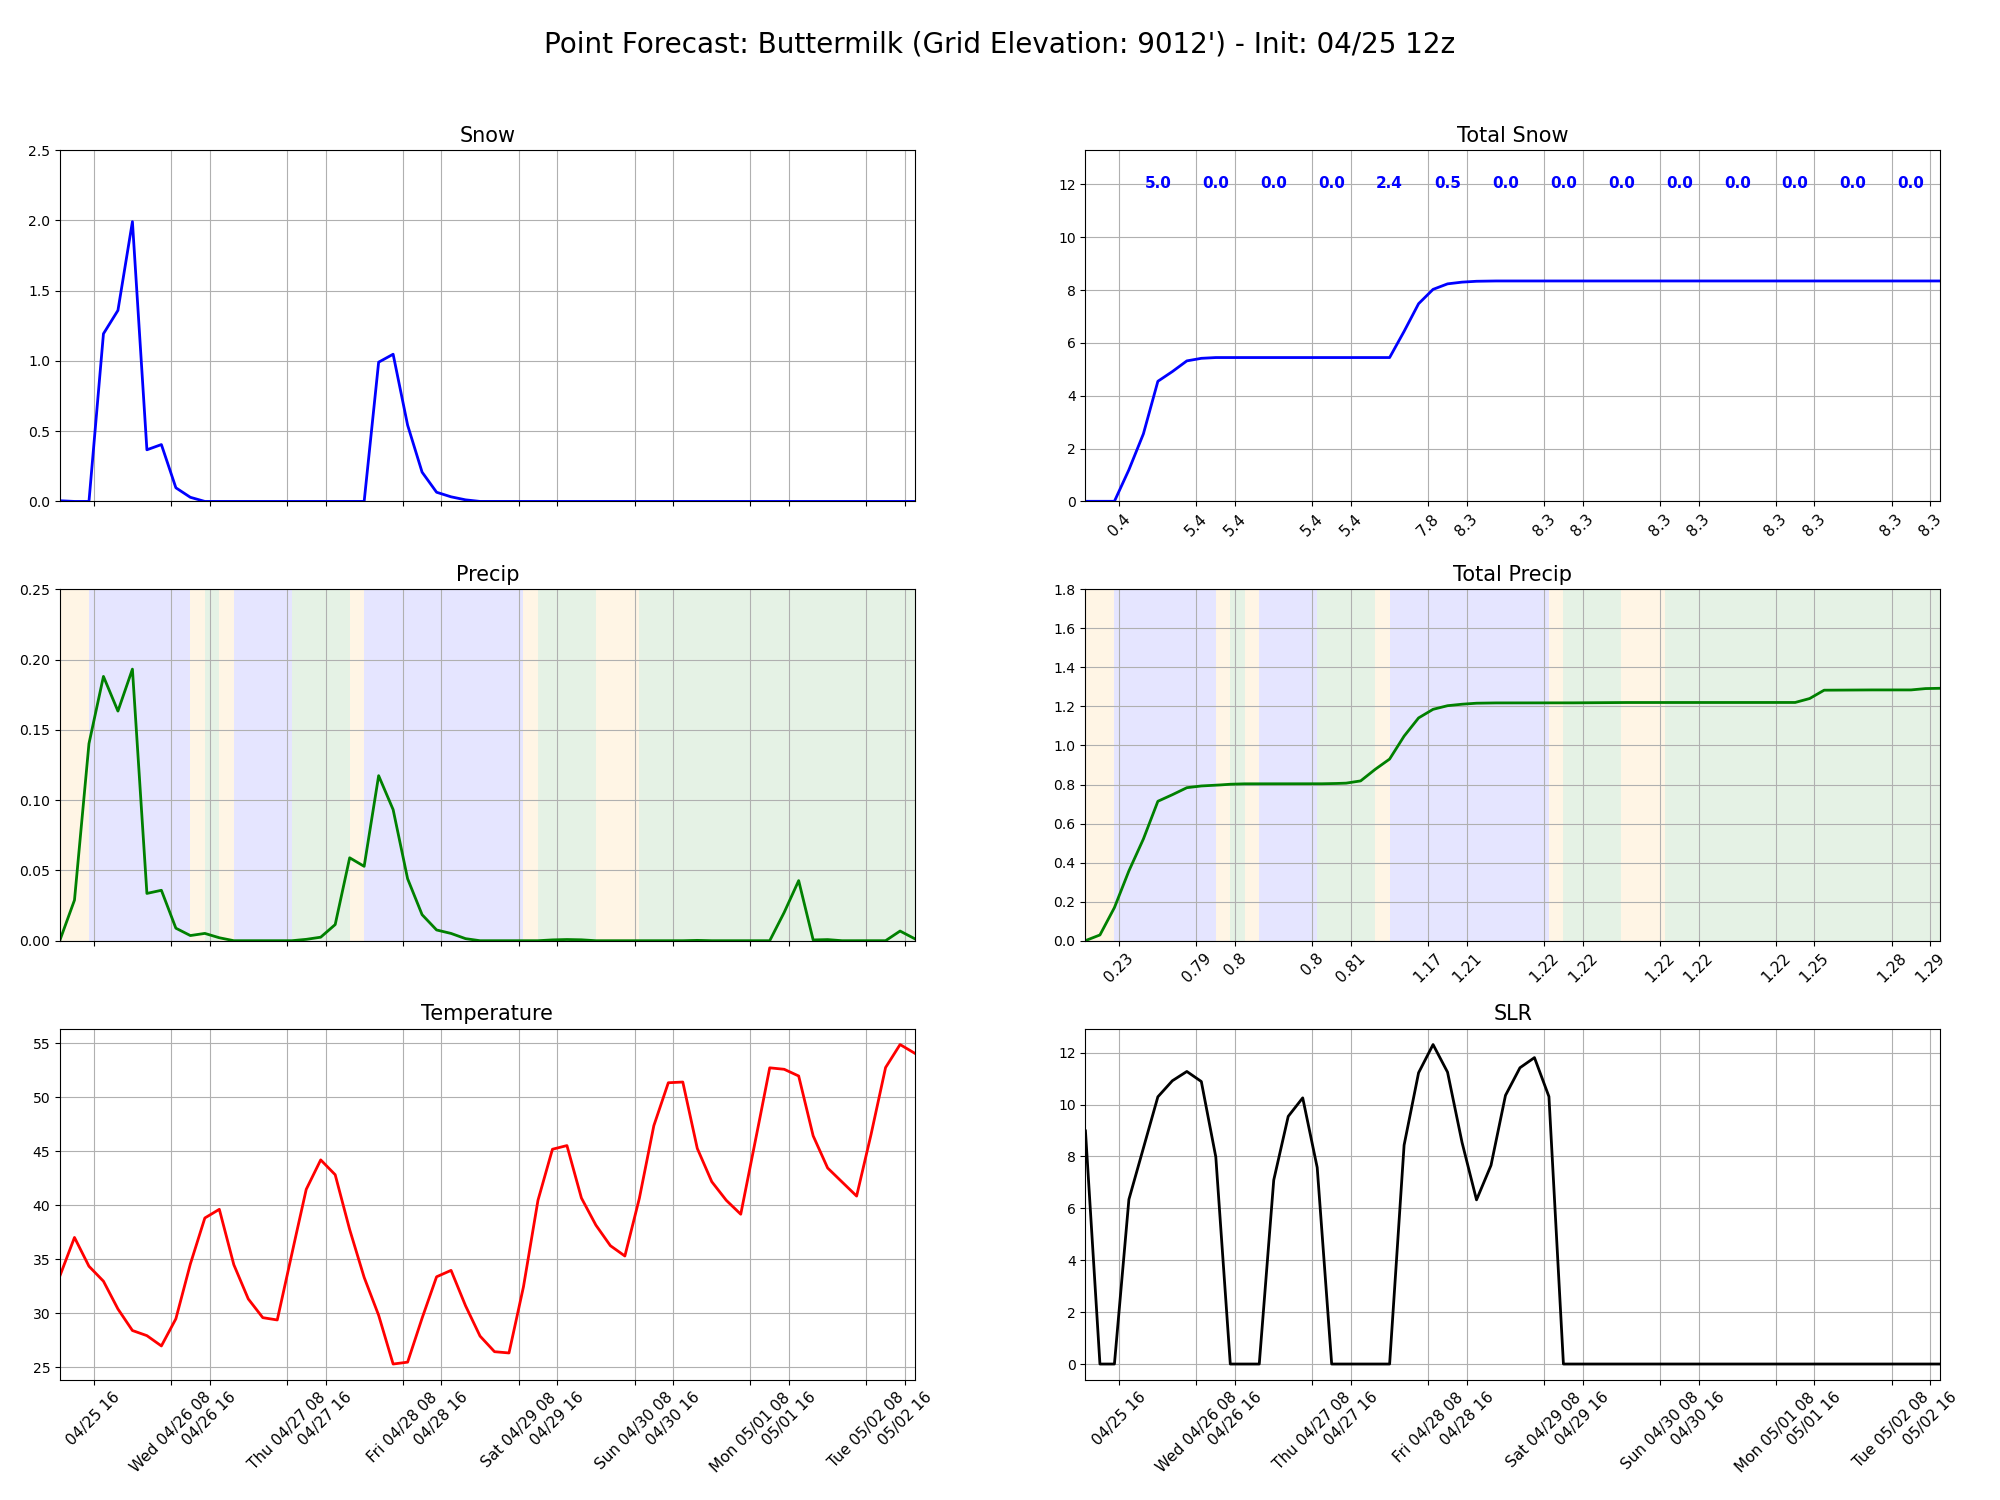 Point Forecast: Buttermilk (Grid Elevation: 9012') - Init: 04/25 12z
Snow
2.5
2.0
1.5
1.0
0.5
0.0
Total Snow
12
10
8
6
4
2
0
5.0 0.0 0.0 0.0 2.4 0.5 0.0 0.0 0.0 0.0 0.0 0.0 0.0 0.0
0.4 5.4 5.4 5.4 5.4 7.8 8.3 8.3 8.3 8.3 8.3 8.3 8.3 8.3 8.3
Precip
0.25
0.20
0.15
0.10
0.05
0.00
Total Precip
1.8
1.6
1.4
1.2
1.0
0.8
0.6
0.4
0.2
0.0
0.23 0.79 0.8 0.8 0.81 1.17 1.21 1.22 1.22 1.22 1.22 1.22 1.25 1.28 1.29
Temperature
55
50
45
40
35
30
25
04/25 16
Wed 04/26 08
04/26 16
Thu 04/27 08
04/27 16
Fri 04/28 08
04/28 16
Sat 04/29 08
04/29 16
Sun 04/30 08
04/30 16
Mon 05/01 08
05/01 16
Tue 05/02 08
05/02 16
SLR
12
10
8
6
4
2
0
04/25 16
Wed 04/26 08
04/26 16
Thu 04/27 08
04/27 16
Fri 04/28 08
04/28 16
Sat 04/29 08
04/29 16
Sun 04/30 08
04/30 16
Mon 05/01 08
05/01 16
Tue 05/02 08
05/02 16